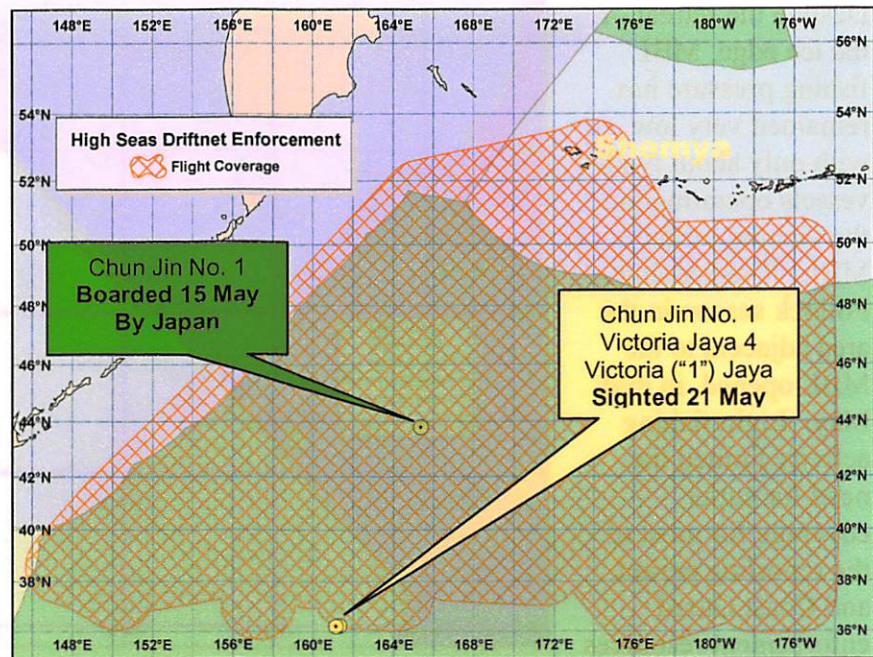 148°E 152°E 156°E 160°E 164°E 168°E 172°E 176°E 180°W 176°W
56°N 56°N
54°N 54°N
High Seas Driftnet Enforcement
Flight Coverage
Shemya
52°N 52°N
50°N 50°N
Chun Jin No. 1
Boarded 15 May
By Japan
48°N 48°N
Chun Jin No. 1
Victoria Jaya 4
Victoria ("1") Jaya
Sighted 21 May
46°N 46°N
44°N 44°N
42°N 42°N
40°N 40°N
38°N 38°N
36°N 36°N
148°E 152°E 156°E 160°E 164°E 168°E 172°E 176°E 180°W 176°W